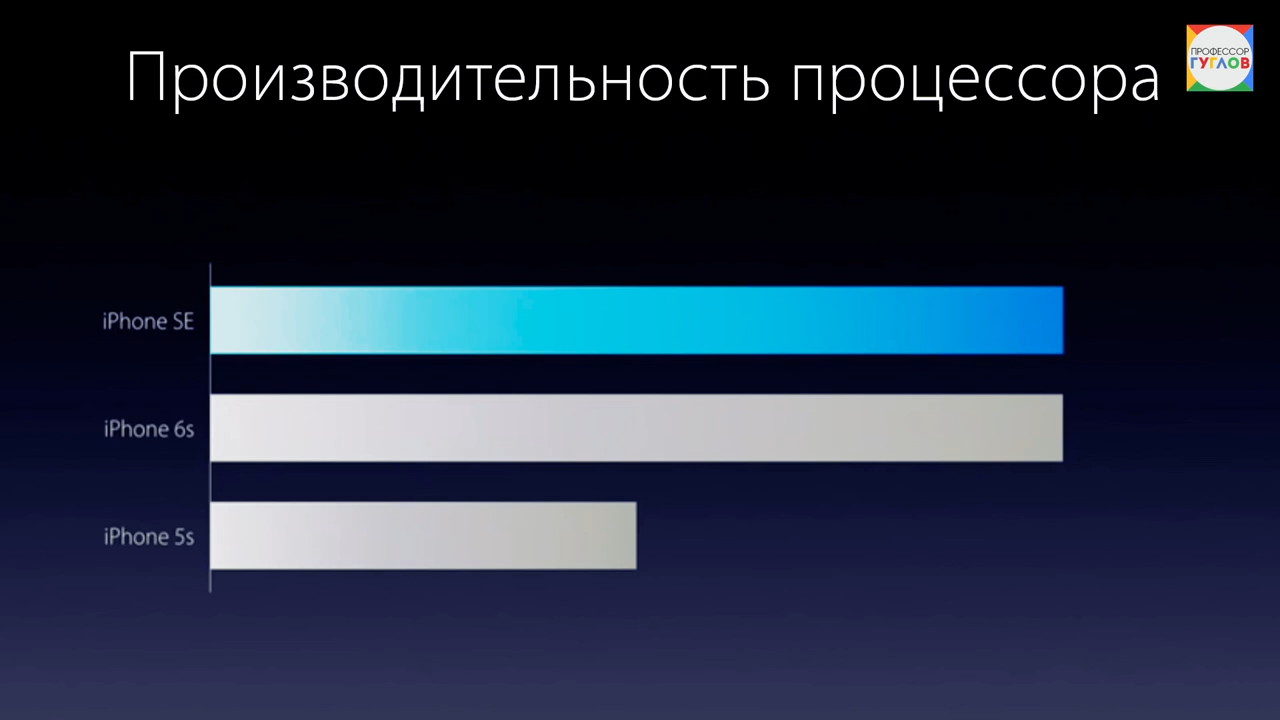 Производительность процессора
ПРОФЕССОР
ГУГЛОВ
iPhone SE
iPhone 6s
iPhone 5s